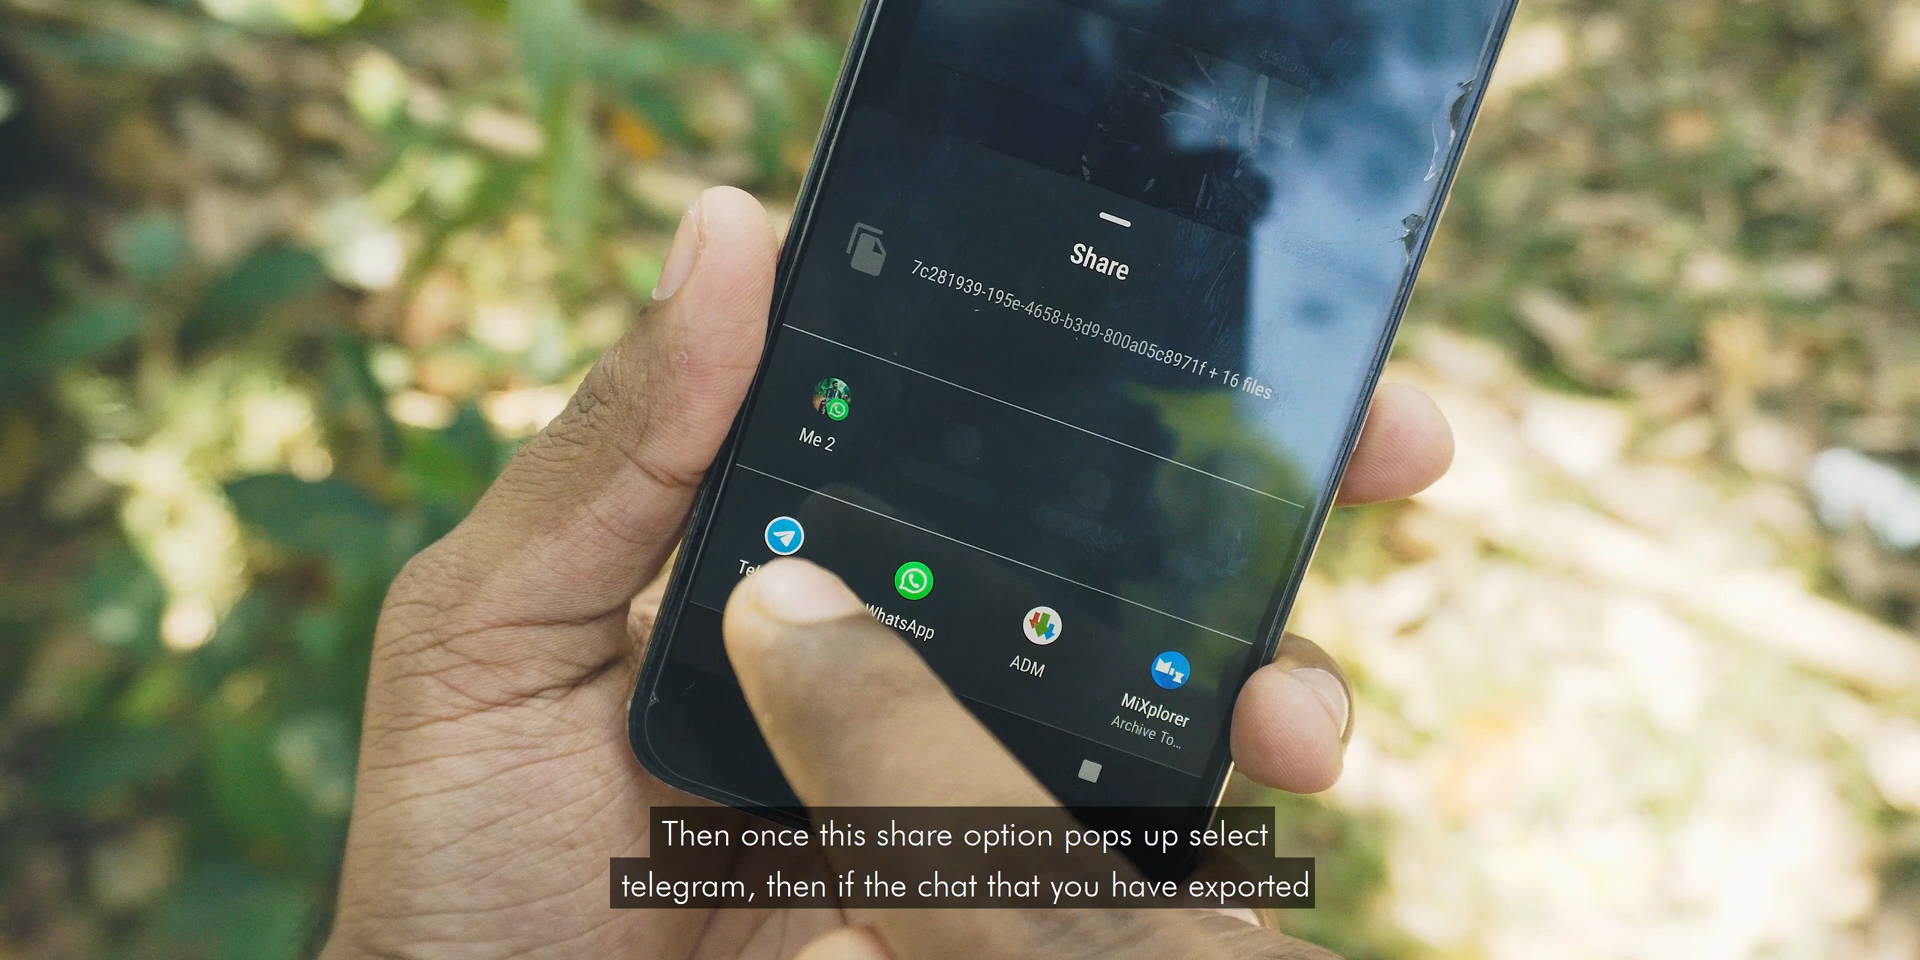 Share
7c281939-195e-4658-b3d9-800a05c8971f + 16 files
Me 2
WhatsApp
ADM
MiXplorer
Archive To...
Then once this share option pops up select
telegram, then if the chat that you have exported